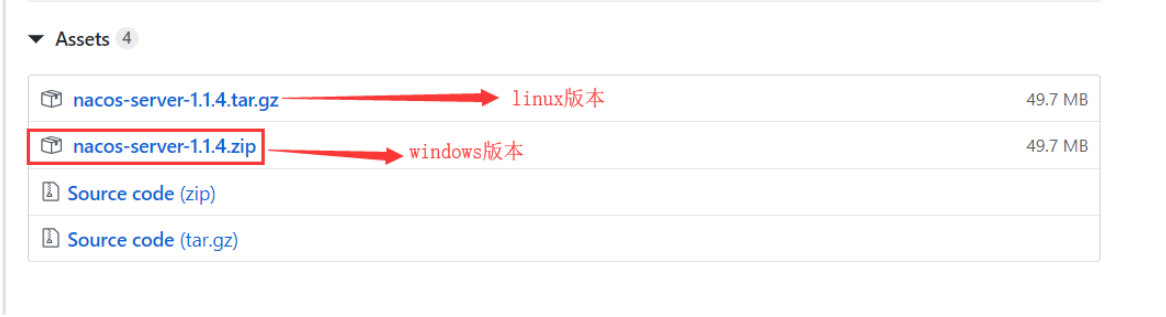 Assets 4
nacos-server-1.1.4.tar.gz linux版本 49.7 MB
nacos-server-1.1.4.zip windows版本 49.7 MB
Source code (zip)
Source code (tar.gz)